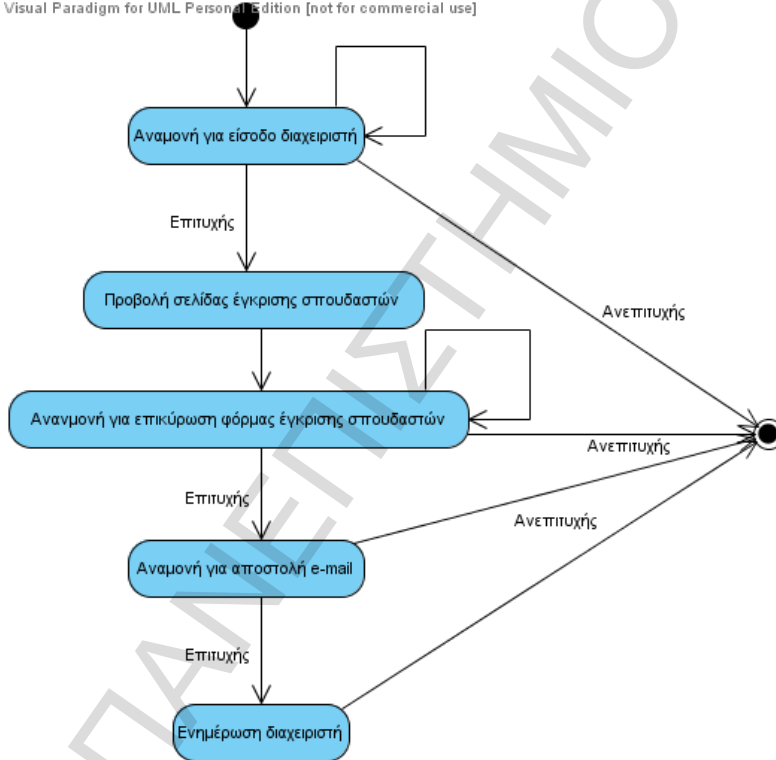 Visual Paradigm for UML Personal Edition [not for commercial use]
Αναμονή για είσοδο διαχειριστή
Επιτυχής
Προβολή σελίδας έγκρισης σπουδαστών
Ανεπιτυχής
Ανανμονή για επικύρωση φόρμας έγκρισης σπουδαστών
Ανεπιτυχής
Επιτυχής
Ανεπιτυχής
Αναμονή για αποστολή e-mail
Επιτυχής
Ενημέρωση διαχειριστή
ΠΑΝΕΠΙΣΤΗΜΙΟ